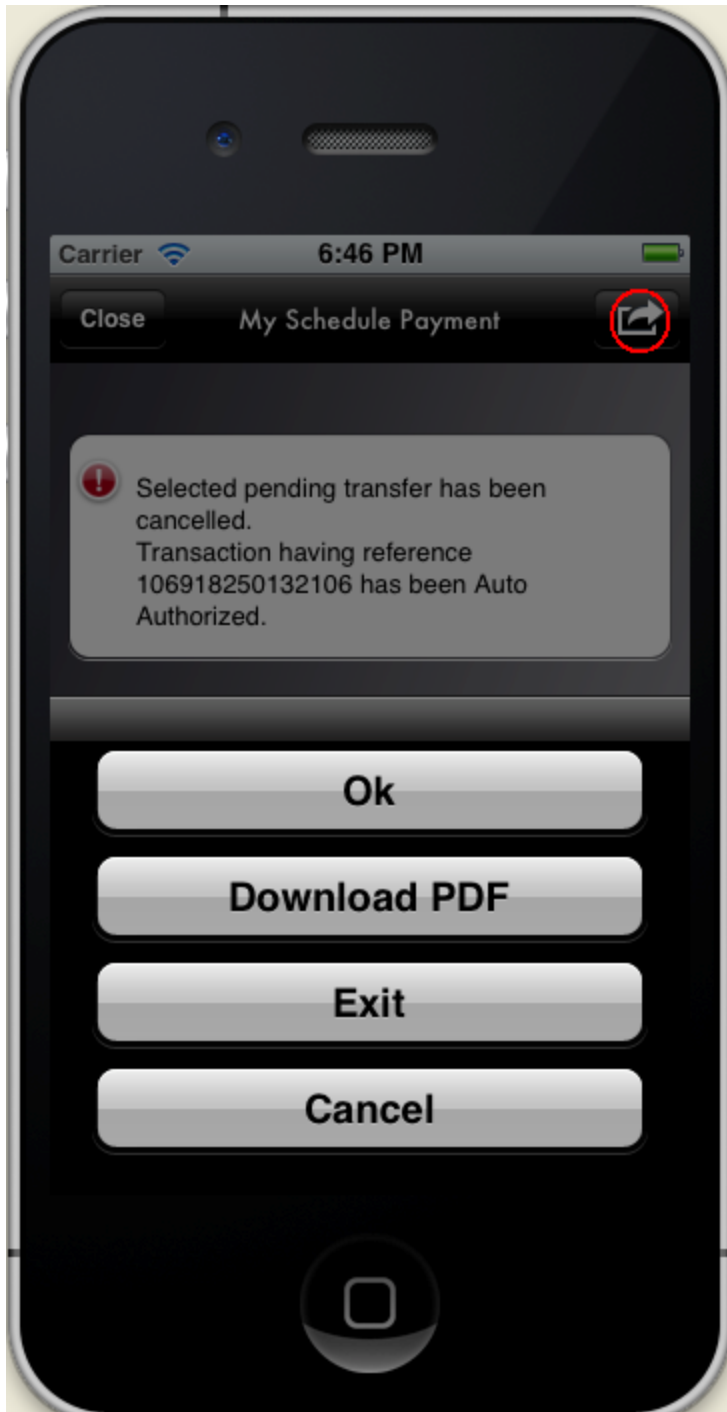 Carrier 6:46 PM
Close My Schedule Payment
Selected pending transfer has been
cancelled.
Transaction having reference
106918250132106 has been Auto
Authorized.
Ok
Download PDF
Exit
Cancel